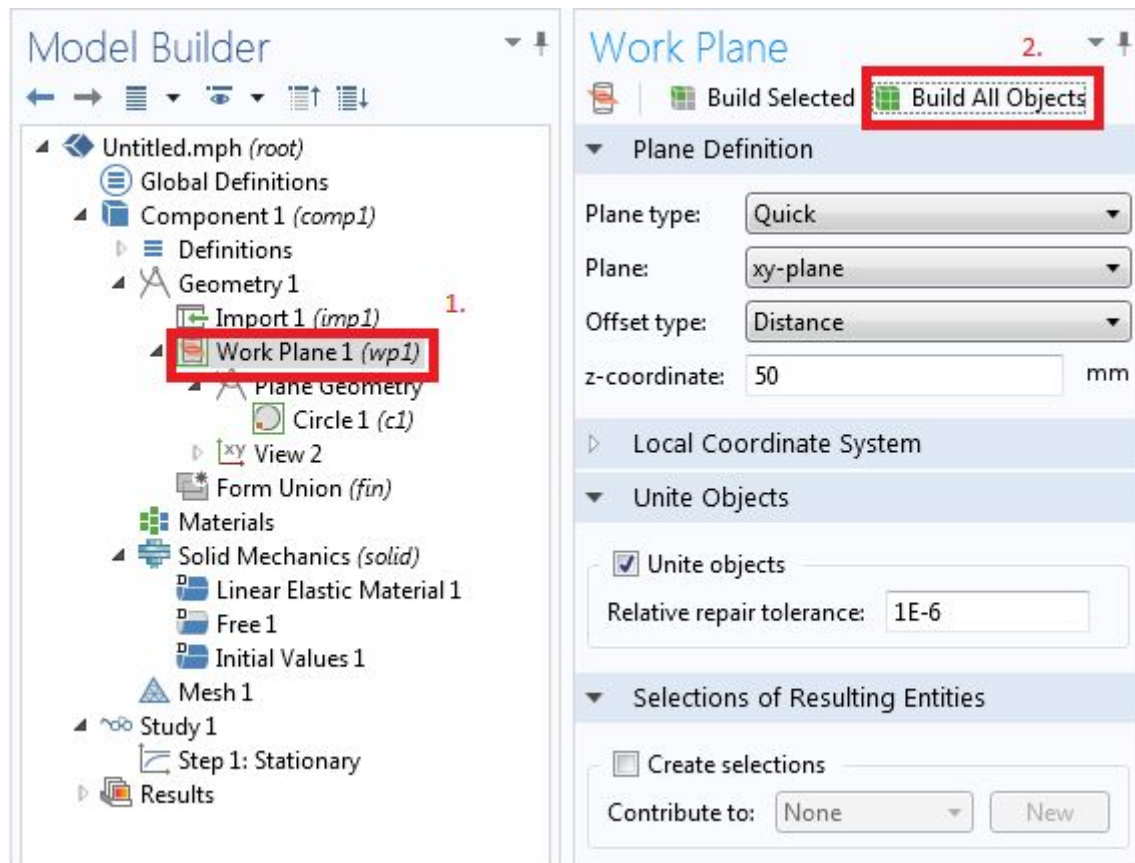 Model Builder
Untitled.mph (root)
Global Definitions
Component 1 (comp1)
Definitions
Geometry 1
Import 1 (imp1)
1.
Work Plane 1 (wp1)
Plane Geometry
Circle 1 (c1)
xy View 2
Form Union (fin)
Materials
Solid Mechanics (solid)
D Linear Elastic Material 1
D Free 1
D Initial Values 1
Mesh 1
Study 1
Step 1: Stationary
Results
Work Plane
2.
Build Selected Build All Objects
Plane Definition
Plane type: Quick
Plane: xy-plane
Offset type: Distance
z-coordinate: 50 mm
Local Coordinate System
Unite Objects
Unite objects
Relative repair tolerance: 1E-6
Selections of Resulting Entities
Create selections
Contribute to: None New